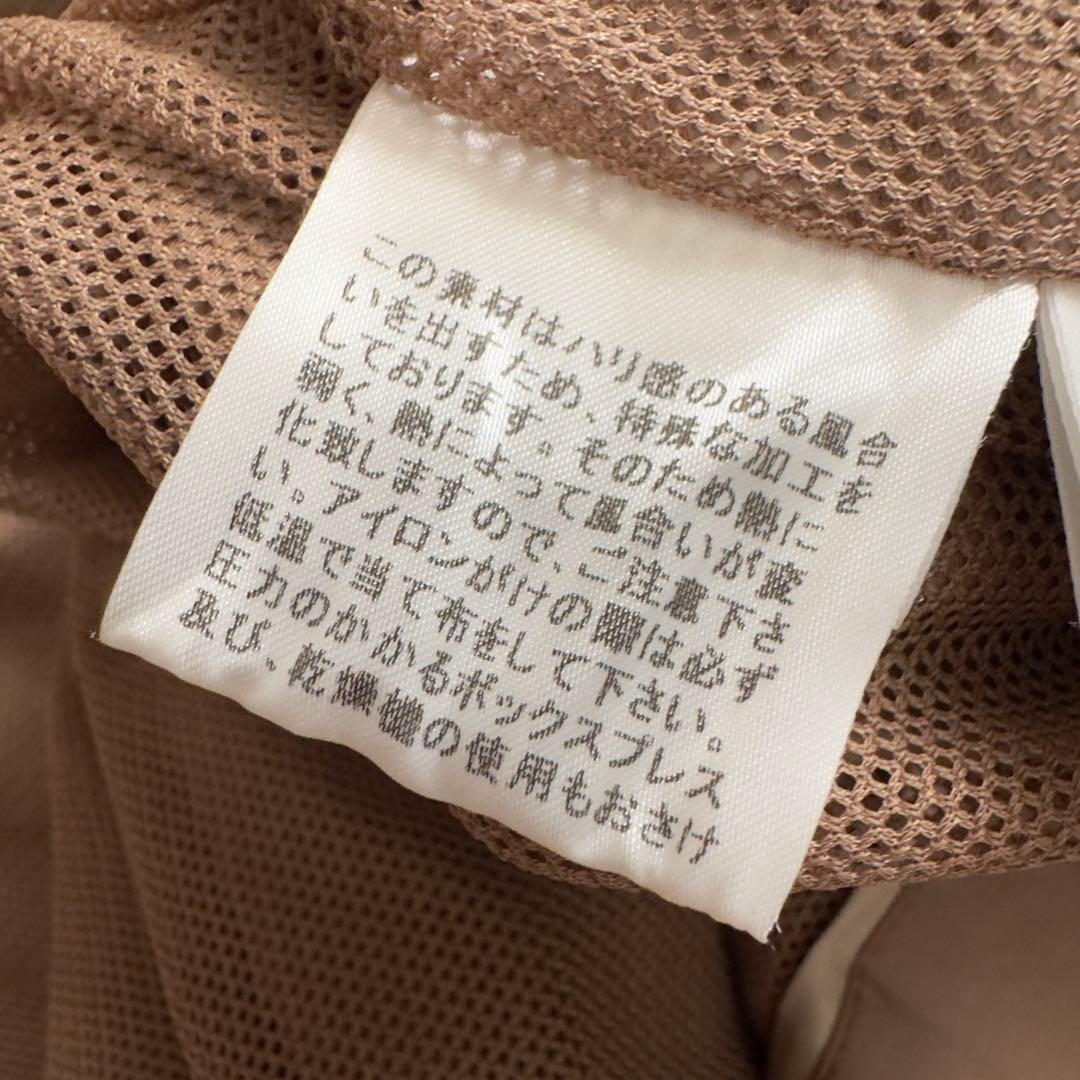 この素材はハリ感のある風合
いを出すため、特殊な加工を
しております。そのため熱に
弱く、熱によって風合いが変
化致しますので、ご注意下さ
い。アイロンがけの際は必ず
低温で当て布をして下さい。
圧力のかかるボックスプレス
及び、乾燥機の使用もおさけ